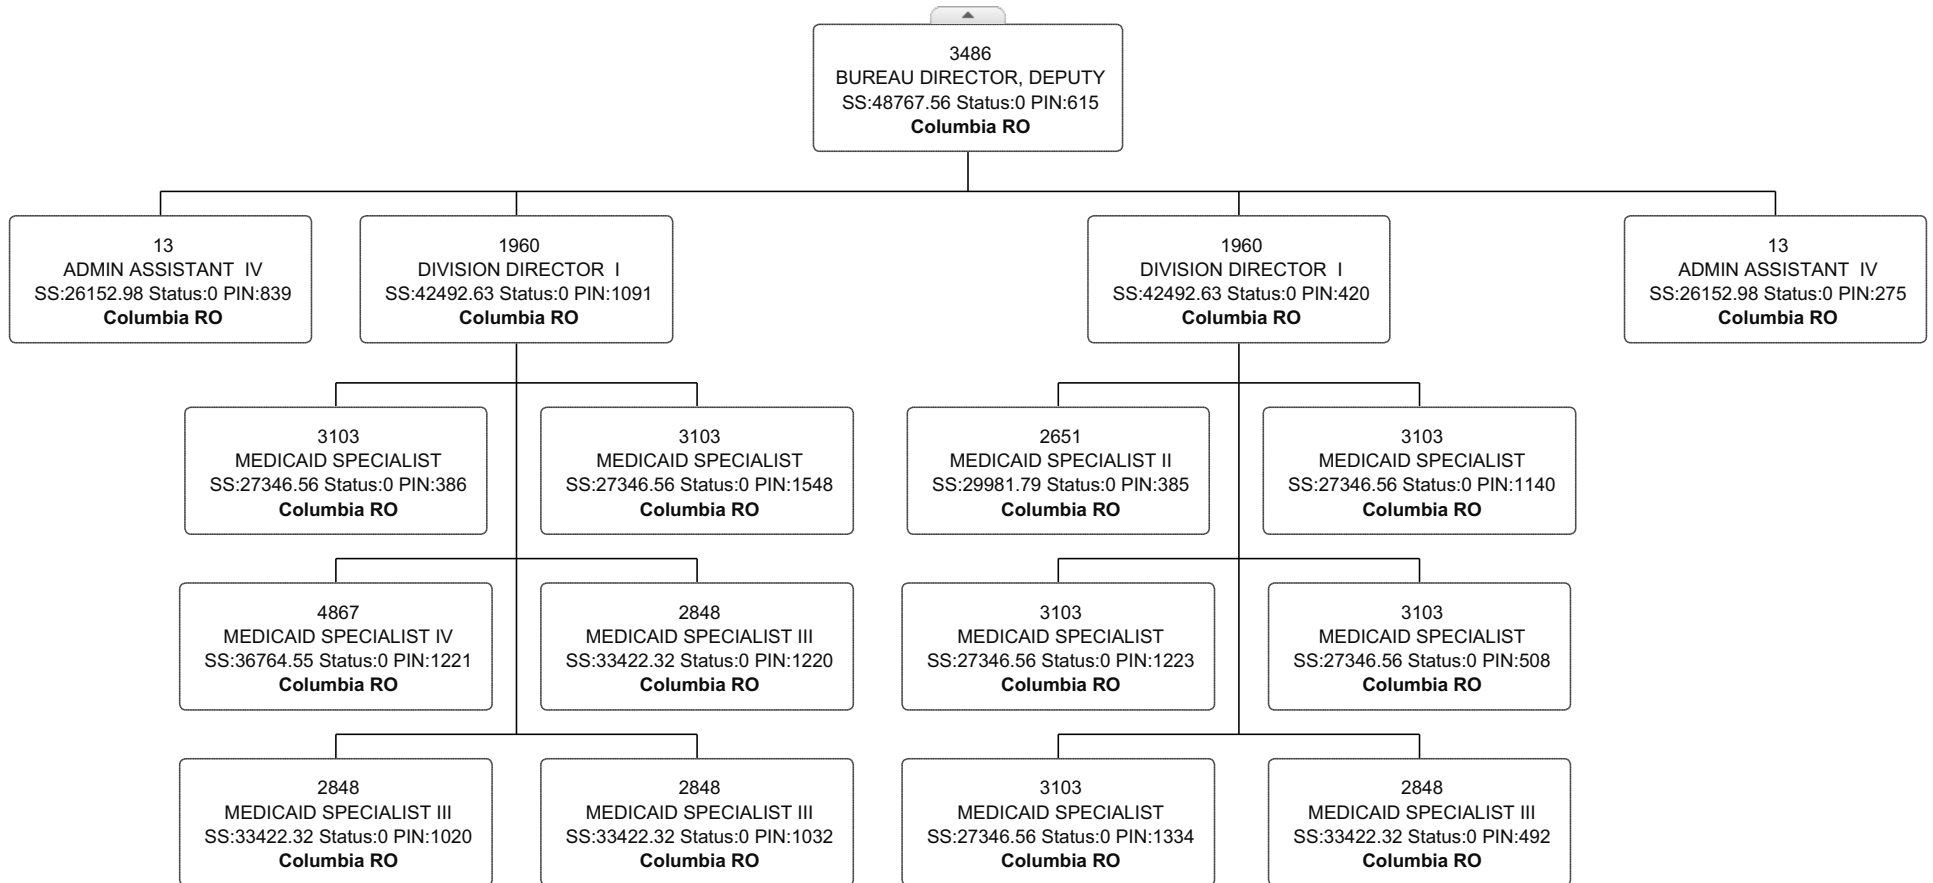 3486
BUREAU DIRECTOR, DEPUTY
SS:48767.56 Status:0 PIN:615
Columbia RO
13
ADMIN ASSISTANT  IV
SS:26152.98 Status:0 PIN:839
Columbia RO
1960
DIVISION DIRECTOR  I
SS:42492.63 Status:0 PIN:1091
Columbia RO
1960
DIVISION DIRECTOR  I
SS:42492.63 Status:0 PIN:420
Columbia RO
13
ADMIN ASSISTANT  IV
SS:26152.98 Status:0 PIN:275
Columbia RO
3103
MEDICAID SPECIALIST
SS:27346.56 Status:0 PIN:386
Columbia RO
3103
MEDICAID SPECIALIST
SS:27346.56 Status:0 PIN:1548
Columbia RO
2651
MEDICAID SPECIALIST II
SS:29981.79 Status:0 PIN:385
Columbia RO
3103
MEDICAID SPECIALIST
SS:27346.56 Status:0 PIN:1140
Columbia RO
4867
MEDICAID SPECIALIST IV
SS:36764.55 Status:0 PIN:1221
Columbia RO
2848
MEDICAID SPECIALIST III
SS:33422.32 Status:0 PIN:1220
Columbia RO
3103
MEDICAID SPECIALIST
SS:27346.56 Status:0 PIN:1223
Columbia RO
3103
MEDICAID SPECIALIST
SS:27346.56 Status:0 PIN:508
Columbia RO
2848
MEDICAID SPECIALIST III
SS:33422.32 Status:0 PIN:1020
Columbia RO
2848
MEDICAID SPECIALIST III
SS:33422.32 Status:0 PIN:1032
Columbia RO
3103
MEDICAID SPECIALIST
SS:27346.56 Status:0 PIN:1334
Columbia RO
2848
MEDICAID SPECIALIST III
SS:33422.32 Status:0 PIN:492
Columbia RO